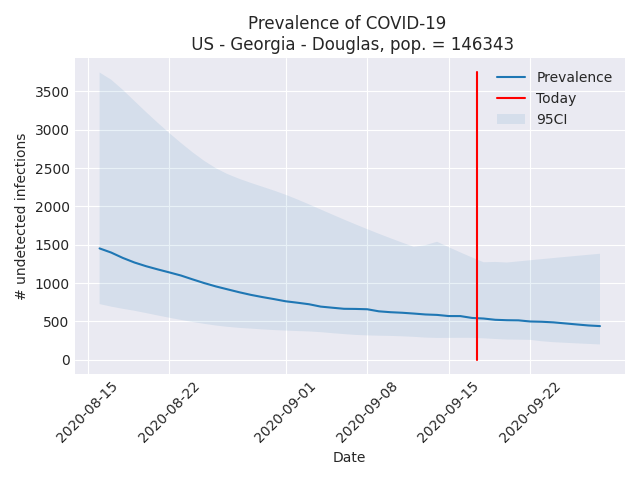 Prevalence of COVID-19
US - Georgia - Douglas, pop. = 146343
Prevalence
Today
95CI
3500
3000
2500
2000
1500
1000
500
0
# undetected infections
2020-08-15
2020-08-22
2020-09-01
2020-09-08
2020-09-15
2020-09-22
Date